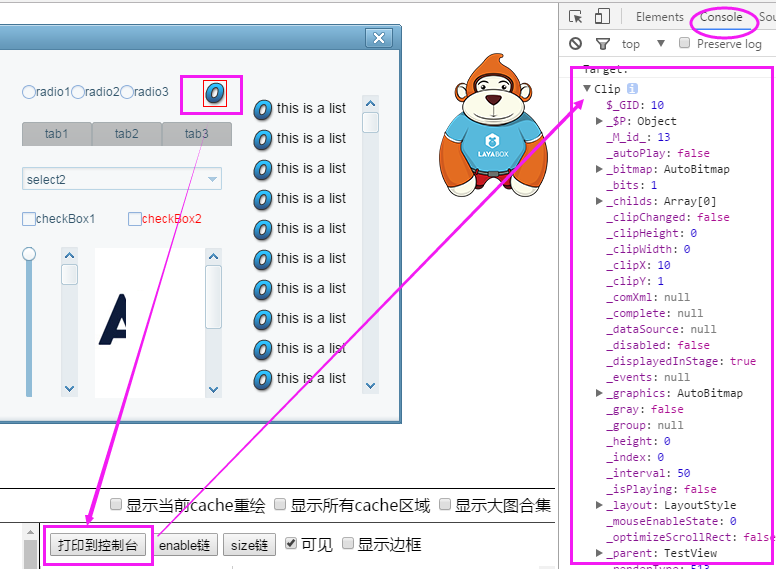 radio1 radio2 radio3
tab1 tab2 tab3
select2
checkBox1 checkBox2
this is a list
this is a list
this is a list
this is a list
this is a list
this is a list
this is a list
this is a list
this is a list
this is a list
LAYABOX
显示当前cache重绘 显示所有cache区域 显示大图合集
打印到控制台 enable链 size链 可见 显示边框
Elements Console Sou
top Preserve log
Target:
Clip
$_GID: 10
_$P: Object
_M_id_: 13
_autoPlay: false
_bitmap: AutoBitmap
_bits: 1
_childs: Array[0]
_clipChanged: false
_clipHeight: 0
_clipWidth: 0
_clipX: 10
_clipY: 1
_comXml: null
_complete: null
_dataSource: null
_disabled: false
_displayedInStage: true
_events: null
_graphics: AutoBitmap
_gray: false
_group: null
_height: 0
_index: 0
_interval: 50
_isPlaying: false
_layout: LayoutStyle
_mouseEnableState: 0
_optimizeScrollRect: false
_parent: TestView